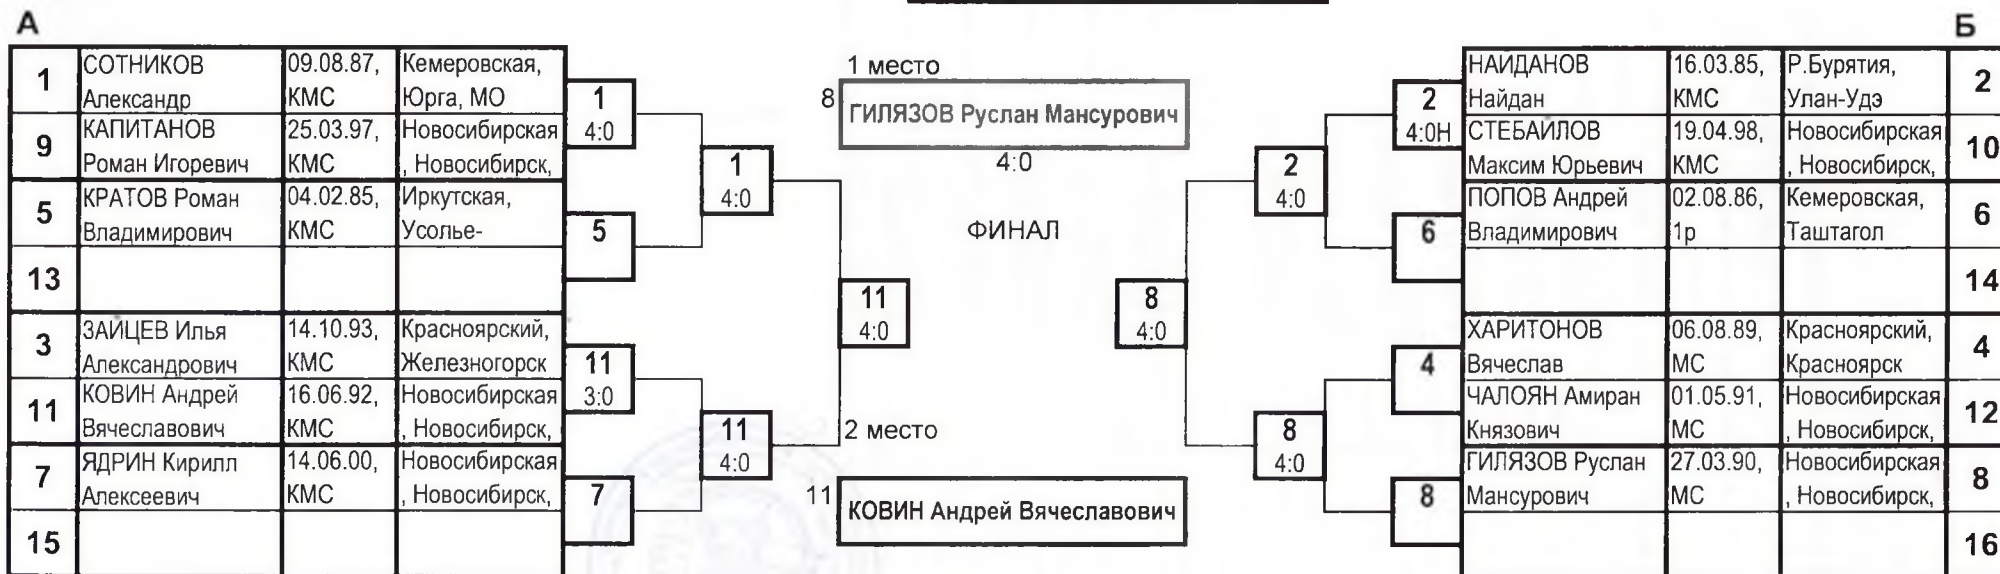 А
Б
1
СОТНИКОВ
Александр
09.08.87,
КМС
Кемеровская,
Юрга, МО
9
КАПИТАНОВ
Роман Игоревич
25.03.97,
КМС
Новосибирская
, Новосибирск,
5
КРАТОВ Роман
Владимирович
04.02.85,
КМС
Иркутская,
Усолье-
13
3
ЗАЙЦЕВ Илья
Александрович
14.10.93,
КМС
Красноярский,
Железногорск
11
КОВИН Андрей
Вячеславович
16.06.92,
КМС
Новосибирская
, Новосибирск,
7
ЯДРИН Кирилл
Алексеевич
14.06.00,
КМС
Новосибирская
, Новосибирск,
15
1
4:0
5
11
3:0
7
1
4:0
11
4:0
11
4:0
1 место
8
ГИЛЯЗОВ Руслан Мансурович
4:0
ФИНАЛ
2 место
11
КОВИН Андрей Вячеславович
8
4:0
2
4:0
8
4:0
2
4:0Н
6
4
8
НАЙДАНОВ
Найдан
16.03.85,
КМС
Р.Бурятия,
Улан-Удэ
2
СТЕБАЙЛОВ
Максим Юрьевич
19.04.98,
КМС
Новосибирская
, Новосибирск,
10
ПОПОВ Андрей
Владимирович
02.08.86,
1р
Кемеровская,
Таштагол
6
14
ХАРИТОНОВ
Вячеслав
06.08.89,
МС
Красноярский,
Красноярск
4
ЧАЛОЯН Амиран
Князович
01.05.91,
МС
Новосибирская
, Новосибирск,
12
ГИЛЯЗОВ Руслан
Мансурович
27.03.90,
МС
Новосибирская
, Новосибирск,
8
16